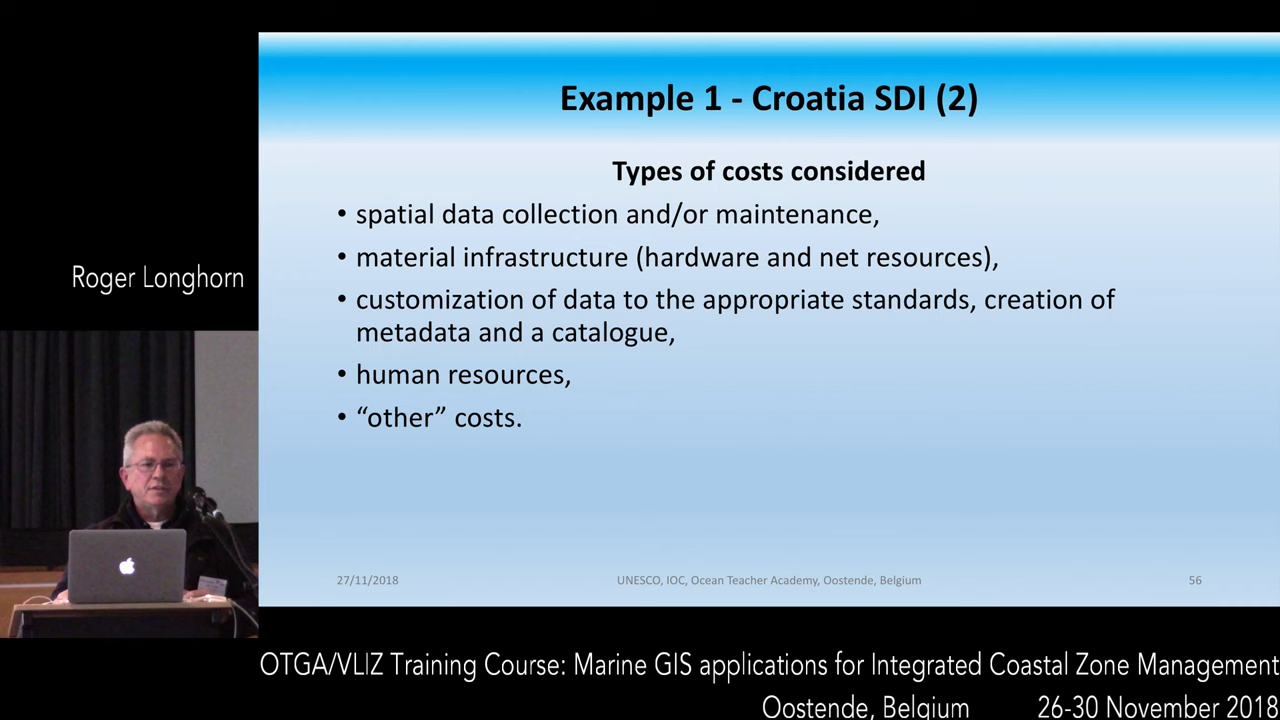 Example 1 - Croatia SDI (2)
Types of costs considered
• spatial data collection and/or maintenance,
• material infrastructure (hardware and net resources),
• customization of data to the appropriate standards, creation of
metadata and a catalogue,
• human resources,
• “other” costs.
Roger Longhorn
27/11/2018
UNESCO, IOC, Ocean Teacher Academy, Oostende, Belgium
56
OTGA/VLIZ Training Course: Marine GIS applications for Integrated Coastal Zone Management
Oostende, Belgium 26-30 November 2018